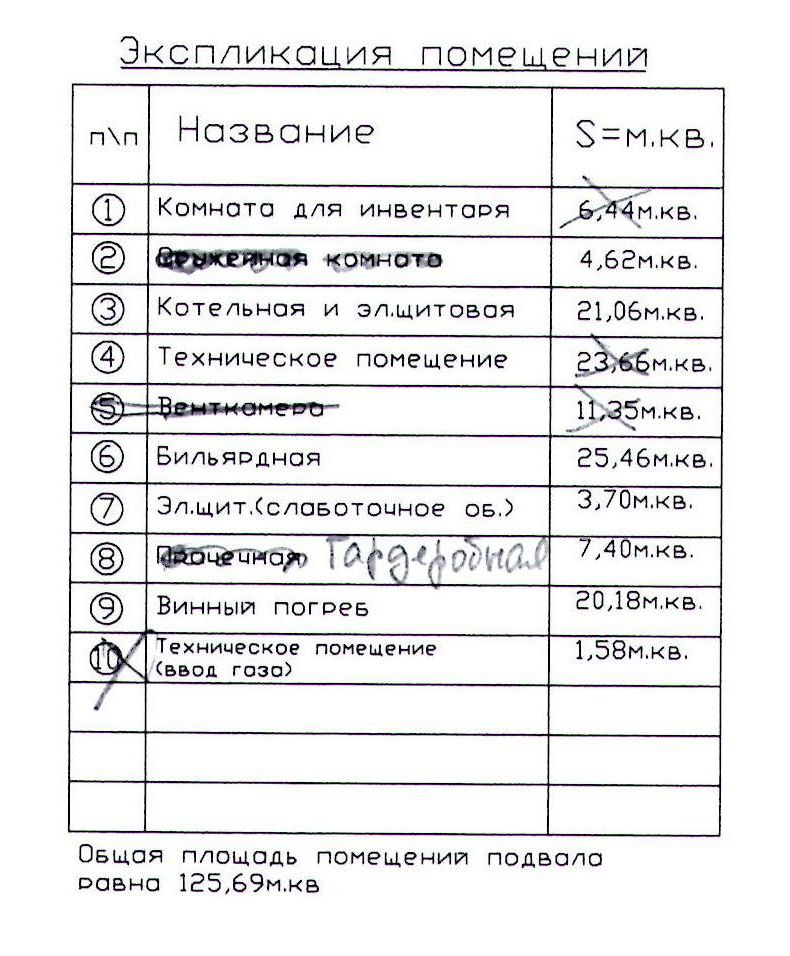 Экспликация помещений
п\п Название S=м.кв.
1 Комната для инвентаря 6,44м.кв.
2 Оружейная комната 4,62м.кв.
3 Котельная и эл.щитовая 21,06м.кв.
4 Техническое помещение 23,66м.кв.
5 Венткамера 11,35м.кв.
6 Бильярдная 25,46м.кв.
7 Эл.щит.(слаботочное об.) 3,70м.кв.
8 Прачечная Гардеробная 7,40м.кв.
9 Винный погреб 20,18м.кв.
10 Техническое помещение 1,58м.кв.
(ввод газа)
Общая площадь помещений подвала
равна 125,69м.кв